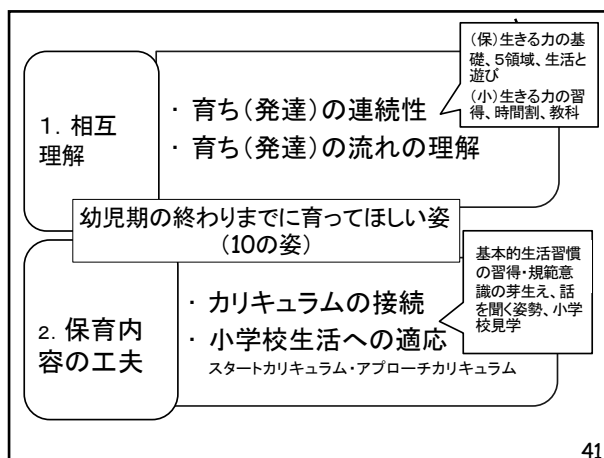 (保)生きる力の基
礎、5領域、生活と
遊び
(小)生きる力の習
得、時間割、教科
1．相互
理解
・育ち(発達)の連続性
・育ち(発達)の流れの理解
幼児期の終わりまでに育ってほしい姿
(10の姿)
基本的生活習慣
の習得・規範意
識の芽生え、話
を聞く姿勢、小学
校見学
2．保育内
容の工夫
・カリキュラムの接続
・小学校生活への適応
スタートカリキュラム・アプローチカリキュラム
41